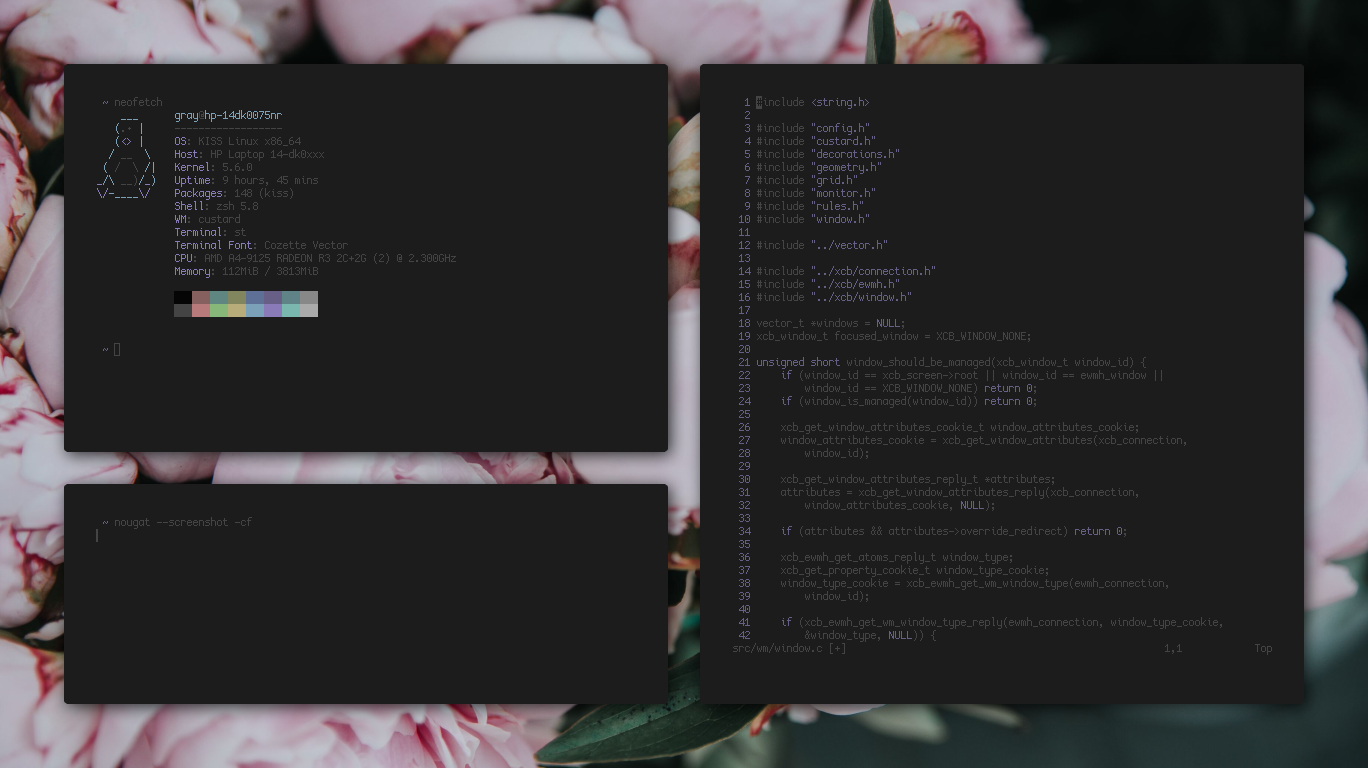 ~ neofetch
gray@hp-14dk0075nr
------------------
OS: KISS Linux x86_64
Host: HP Laptop 14-dk0xxx
Kernel: 5.6.0
Uptime: 9 hours, 45 mins
Packages: 148 (kiss)
Shell: zsh 5.8
WM: custard
Terminal: st
Terminal Font: Cozette Vector
CPU: AMD A4-9125 RADEON R3 2C+2G (2) @ 2.300GHz
Memory: 112MiB / 3813MiB
~
~ nougat --screenshot -cf
1 #include <string.h>
2
3 #include "config.h"
4 #include "custard.h"
5 #include "decorations.h"
6 #include "geometry.h"
7 #include "grid.h"
8 #include "monitor.h"
9 #include "rules.h"
10 #include "window.h"
11
12 #include "../vector.h"
13
14 #include "../xcb/connection.h"
15 #include "../xcb/ewmh.h"
16 #include "../xcb/window.h"
17
18 vector_t *windows = NULL;
19 xcb_window_t focused_window = XCB_WINDOW_NONE;
20
21 unsigned short window_should_be_managed(xcb_window_t window_id) {
22     if (window_id == xcb_screen->root || window_id == ewmh_window ||
23         window_id == XCB_WINDOW_NONE) return 0;
24     if (window_is_managed(window_id)) return 0;
25
26     xcb_get_window_attributes_cookie_t window_attributes_cookie;
27     window_attributes_cookie = xcb_get_window_attributes(xcb_connection,
28         window_id);
29
30     xcb_get_window_attributes_reply_t *attributes;
31     attributes = xcb_get_window_attributes_reply(xcb_connection,
32         window_attributes_cookie, NULL);
33
34     if (attributes && attributes->override_redirect) return 0;
35
36     xcb_ewmh_get_atoms_reply_t window_type;
37     xcb_get_property_cookie_t window_type_cookie;
38     window_type_cookie = xcb_ewmh_get_wm_window_type(ewmh_connection,
39         window_id);
40
41     if (xcb_ewmh_get_wm_window_type_reply(ewmh_connection, window_type_cookie,
42         &window_type, NULL)) {
src/wm/window.c [+] 1,1 Top